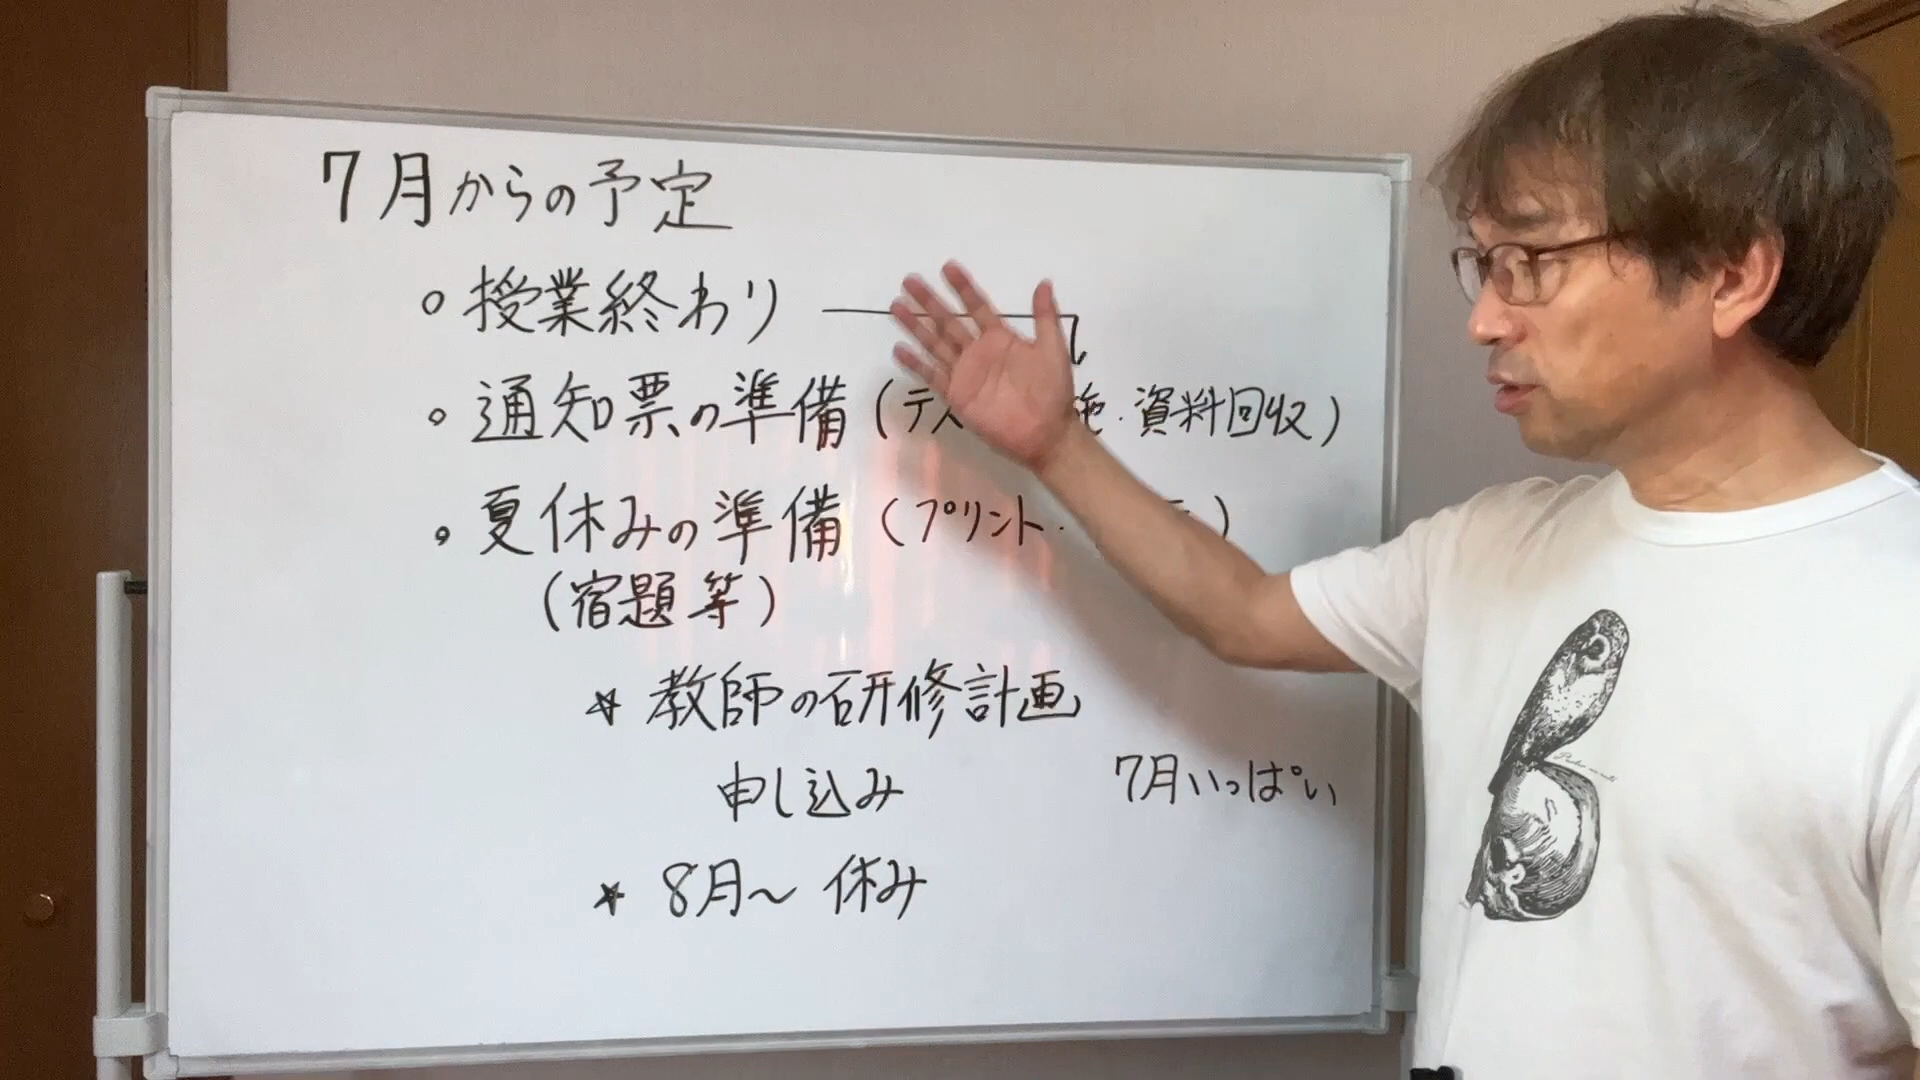 7月からの予定
○授業終わり
○通知票の準備(テス 施・資料回収)
○夏休みの準備(プリント・ )
(宿題等)
☆教師の研修計画
申し込み
7月いっぱい
☆8月〜休み